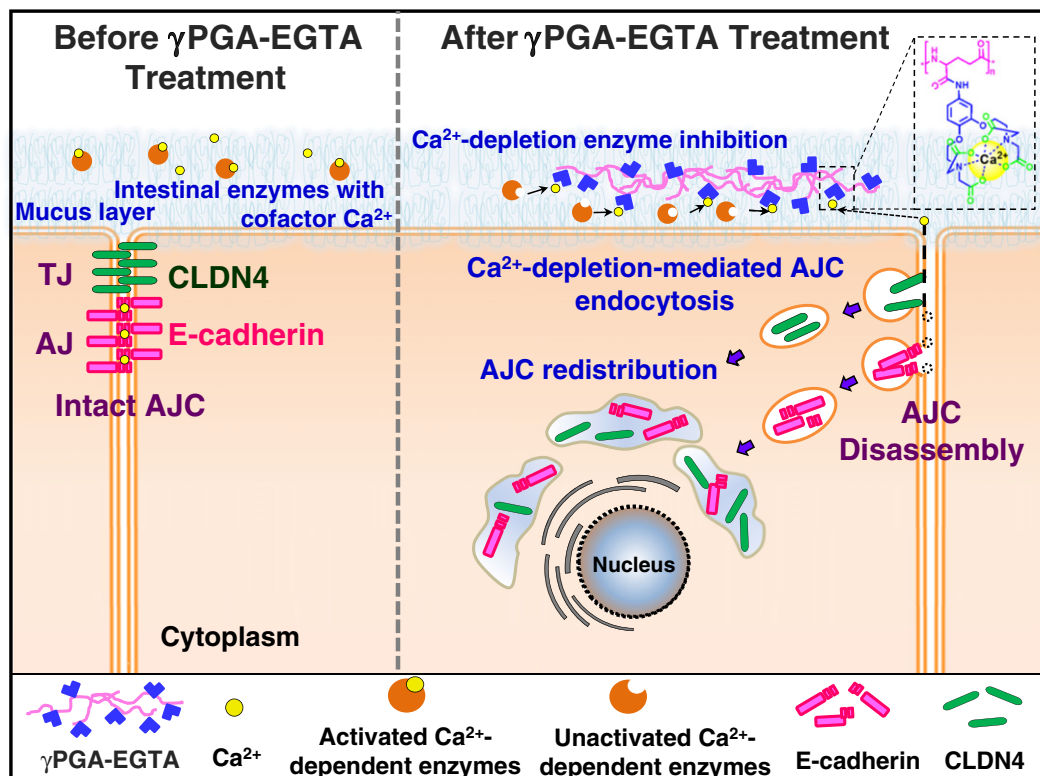 Before γPGA-EGTA
Treatment
After γPGA-EGTA Treatment
Intestinal enzymes with
cofactor Ca²⁺
Mucus layer
TJ
CLDN4
AJ
E-cadherin
Intact AJC
Cytoplasm
Ca²⁺-depletion enzyme inhibition
Ca²⁺-depletion-mediated AJC
endocytosis
AJC redistribution
AJC
Disassembly
Nucleus
H
N
O
n
O
NH
O
O
O
O
N
N
O
O
O
O
Ca²⁺
γPGA-EGTA
Ca²⁺
Activated Ca²⁺-
dependent enzymes
Unactivated Ca²⁺-
dependent enzymes
E-cadherin
CLDN4